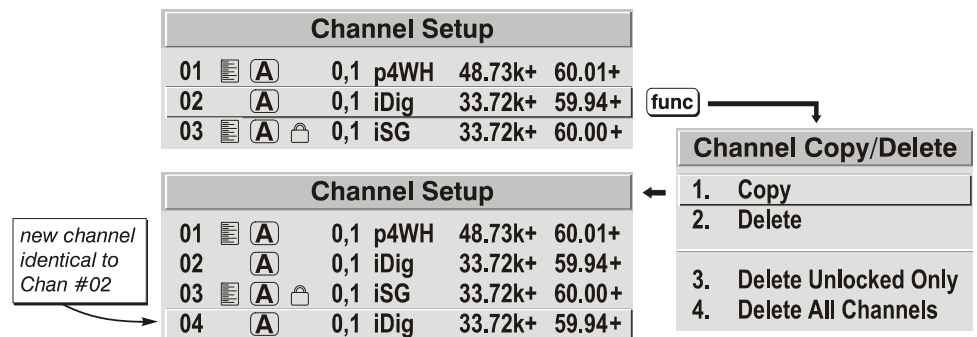 Channel Setup
01 A 0,1 p4WH 48.73k+ 60.01+
02 A 0,1 iDig 33.72k+ 59.94+
03 A 0,1 iSG 33.72k+ 60.00+
func
Channel Copy/Delete
1. Copy
2. Delete
3. Delete Unlocked Only
4. Delete All Channels
Channel Setup
01 A 0,1 p4WH 48.73k+ 60.01+
02 A 0,1 iDig 33.72k+ 59.94+
03 A 0,1 iSG 33.72k+ 60.00+
04 A 0,1 iDig 33.72k+ 59.94+
new channel
identical to
Chan #02